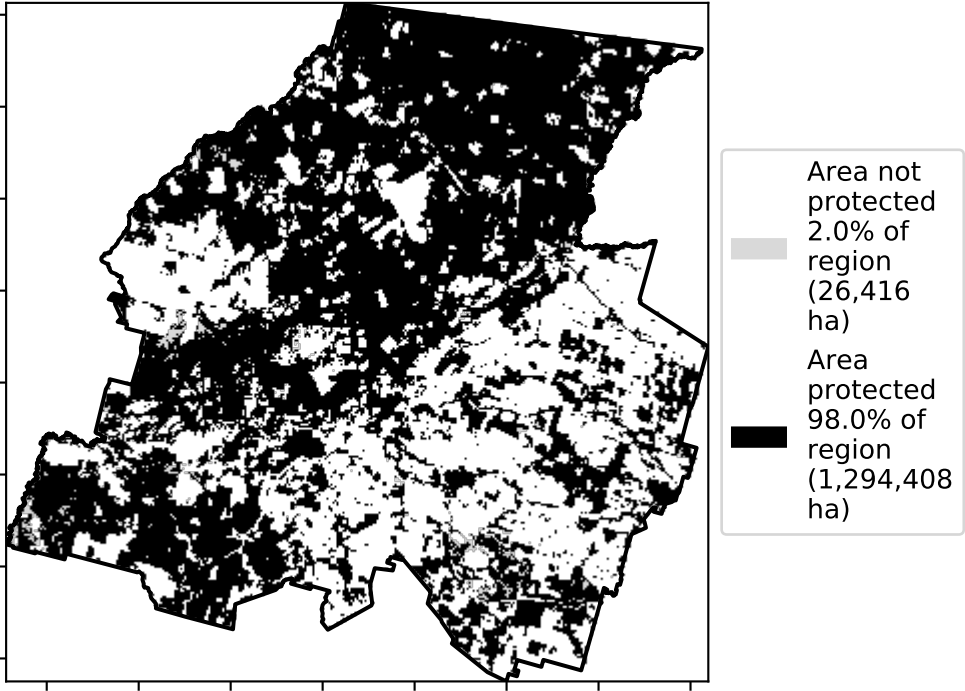 Area not
protected
2.0% of
region
(26,416
ha)
Area
protected
98.0% of
region
(1,294,408
ha)